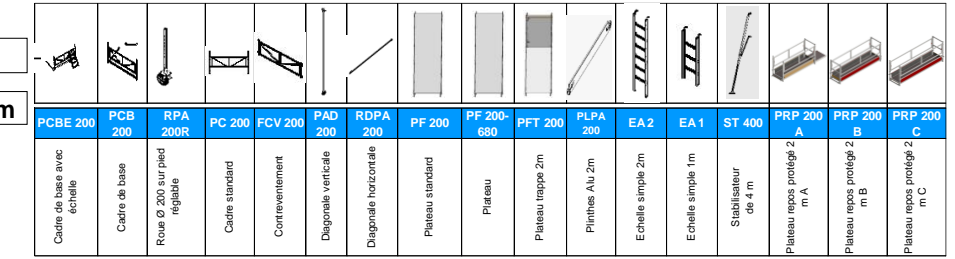 m
PCBE 200
PCB 200
RPA 200R
PC 200
FCV 200
PAD 200
RDPA 200
PF 200
PF 200-680
PFT 200
PLPA 200
EA2
EA1
ST 400
PRP 200 A
PRP 200 B
PRP 200 C
Cadre de base avec échelle
Cadre de base
Roue Ø 200 sur pied réglable
Cadre standard
Contreventement
Diagonale verticale
Diagonale horizontale
Plateau standard
Plateau
Plateau trappe 2m
Plinthes Alu 2m
Echelle simple 2m
Echelle simple 1m
Stabilisateur de 4 m
Plateau repos protégé 2 m A
Plateau repos protégé 2 m B
Plateau repos protégé 2 m C